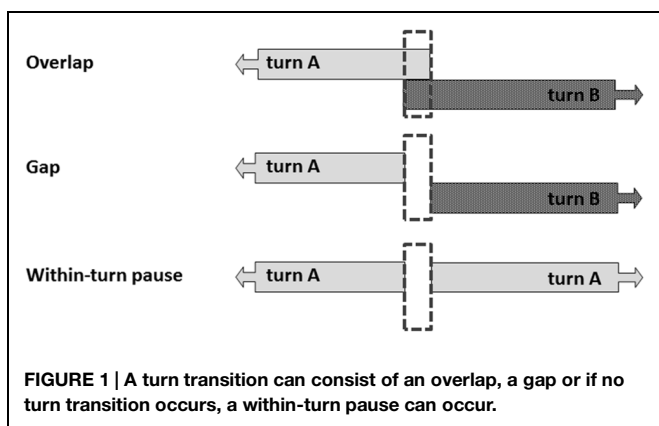 Overlap
turn A
turn B
Gap
turn A
turn B
Within-turn pause
turn A
turn A
FIGURE 1 | A turn transition can consist of an overlap, a gap or if no
turn transition occurs, a within-turn pause can occur.